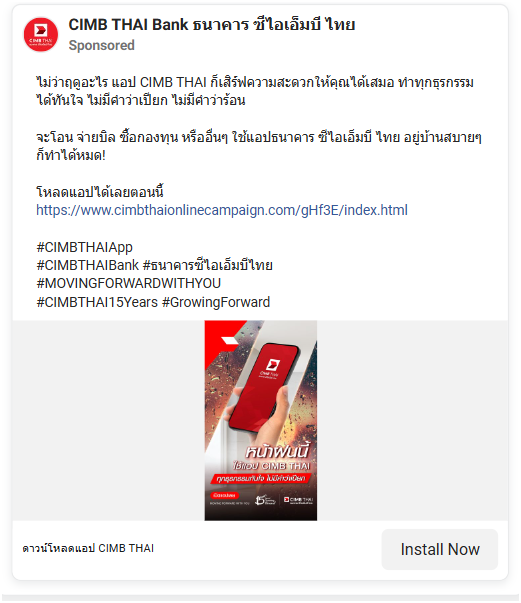 CIMB THAI Bank ธนาคาร ซีไอเอ็มบี ไทย
Sponsored
ไม่ว่าฤดูอะไร แอป CIMB THAI ก็เสิร์ฟความสะดวกให้คุณได้เสมอ ทำทุกธุรกรรม
ได้ทันใจ ไม่มีคำว่าเปียก ไม่มีคำว่าร้อน
จะโอน จ่ายบิล ซื้อกองทุน หรืออื่นๆ ใช้แอปธนาคาร ซีไอเอ็มบี ไทย อยู่บ้านสบายๆ
ก็ทำได้หมด!
โหลดแอปได้เลยตอนนี้
https://www.cimbthaionlinecampaign.com/gHf3E/index.html
#CIMBTHAIApp
#CIMBTHAIBank #ธนาคารซีไอเอ็มบีไทย
#MOVINGFORWARDWITHYOU
#CIMBTHAI15Years #GrowingForward
CIMB THAI
หน้าฝนนี้
ใช้แอป CIMB THAI
ทุกธุรกรรมทันใจ ไม่มีคำว่าเปียก
CIMB THAI
ดาวน์โหลดแอป CIMB THAI
Install Now